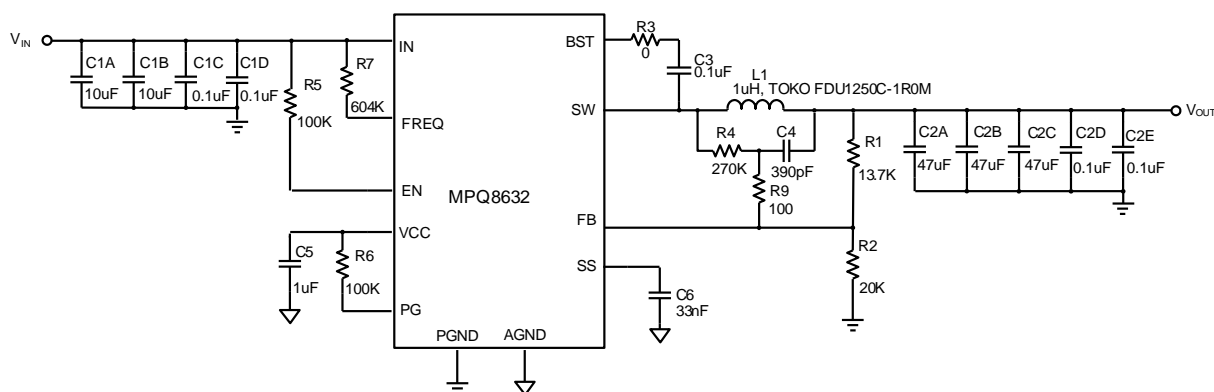 VIN
C1A
10uF
C1B
10uF
C1C
0.1uF
C1D
0.1uF
R5
100K
R7
604K
IN
FREQ
EN
VCC
PG
C5
1uF
R6
100K
MPQ8632
PGND
AGND
BST
SW
FB
SS
R3
0
C3
0.1uF
L1
1uH, TOKO FDU1250C-1R0M
R4
270K
C4
390pF
R9
100
R1
13.7K
R2
20K
C6
33nF
C2A
47uF
C2B
47uF
C2C
47uF
C2D
0.1uF
C2E
0.1uF
VOUT